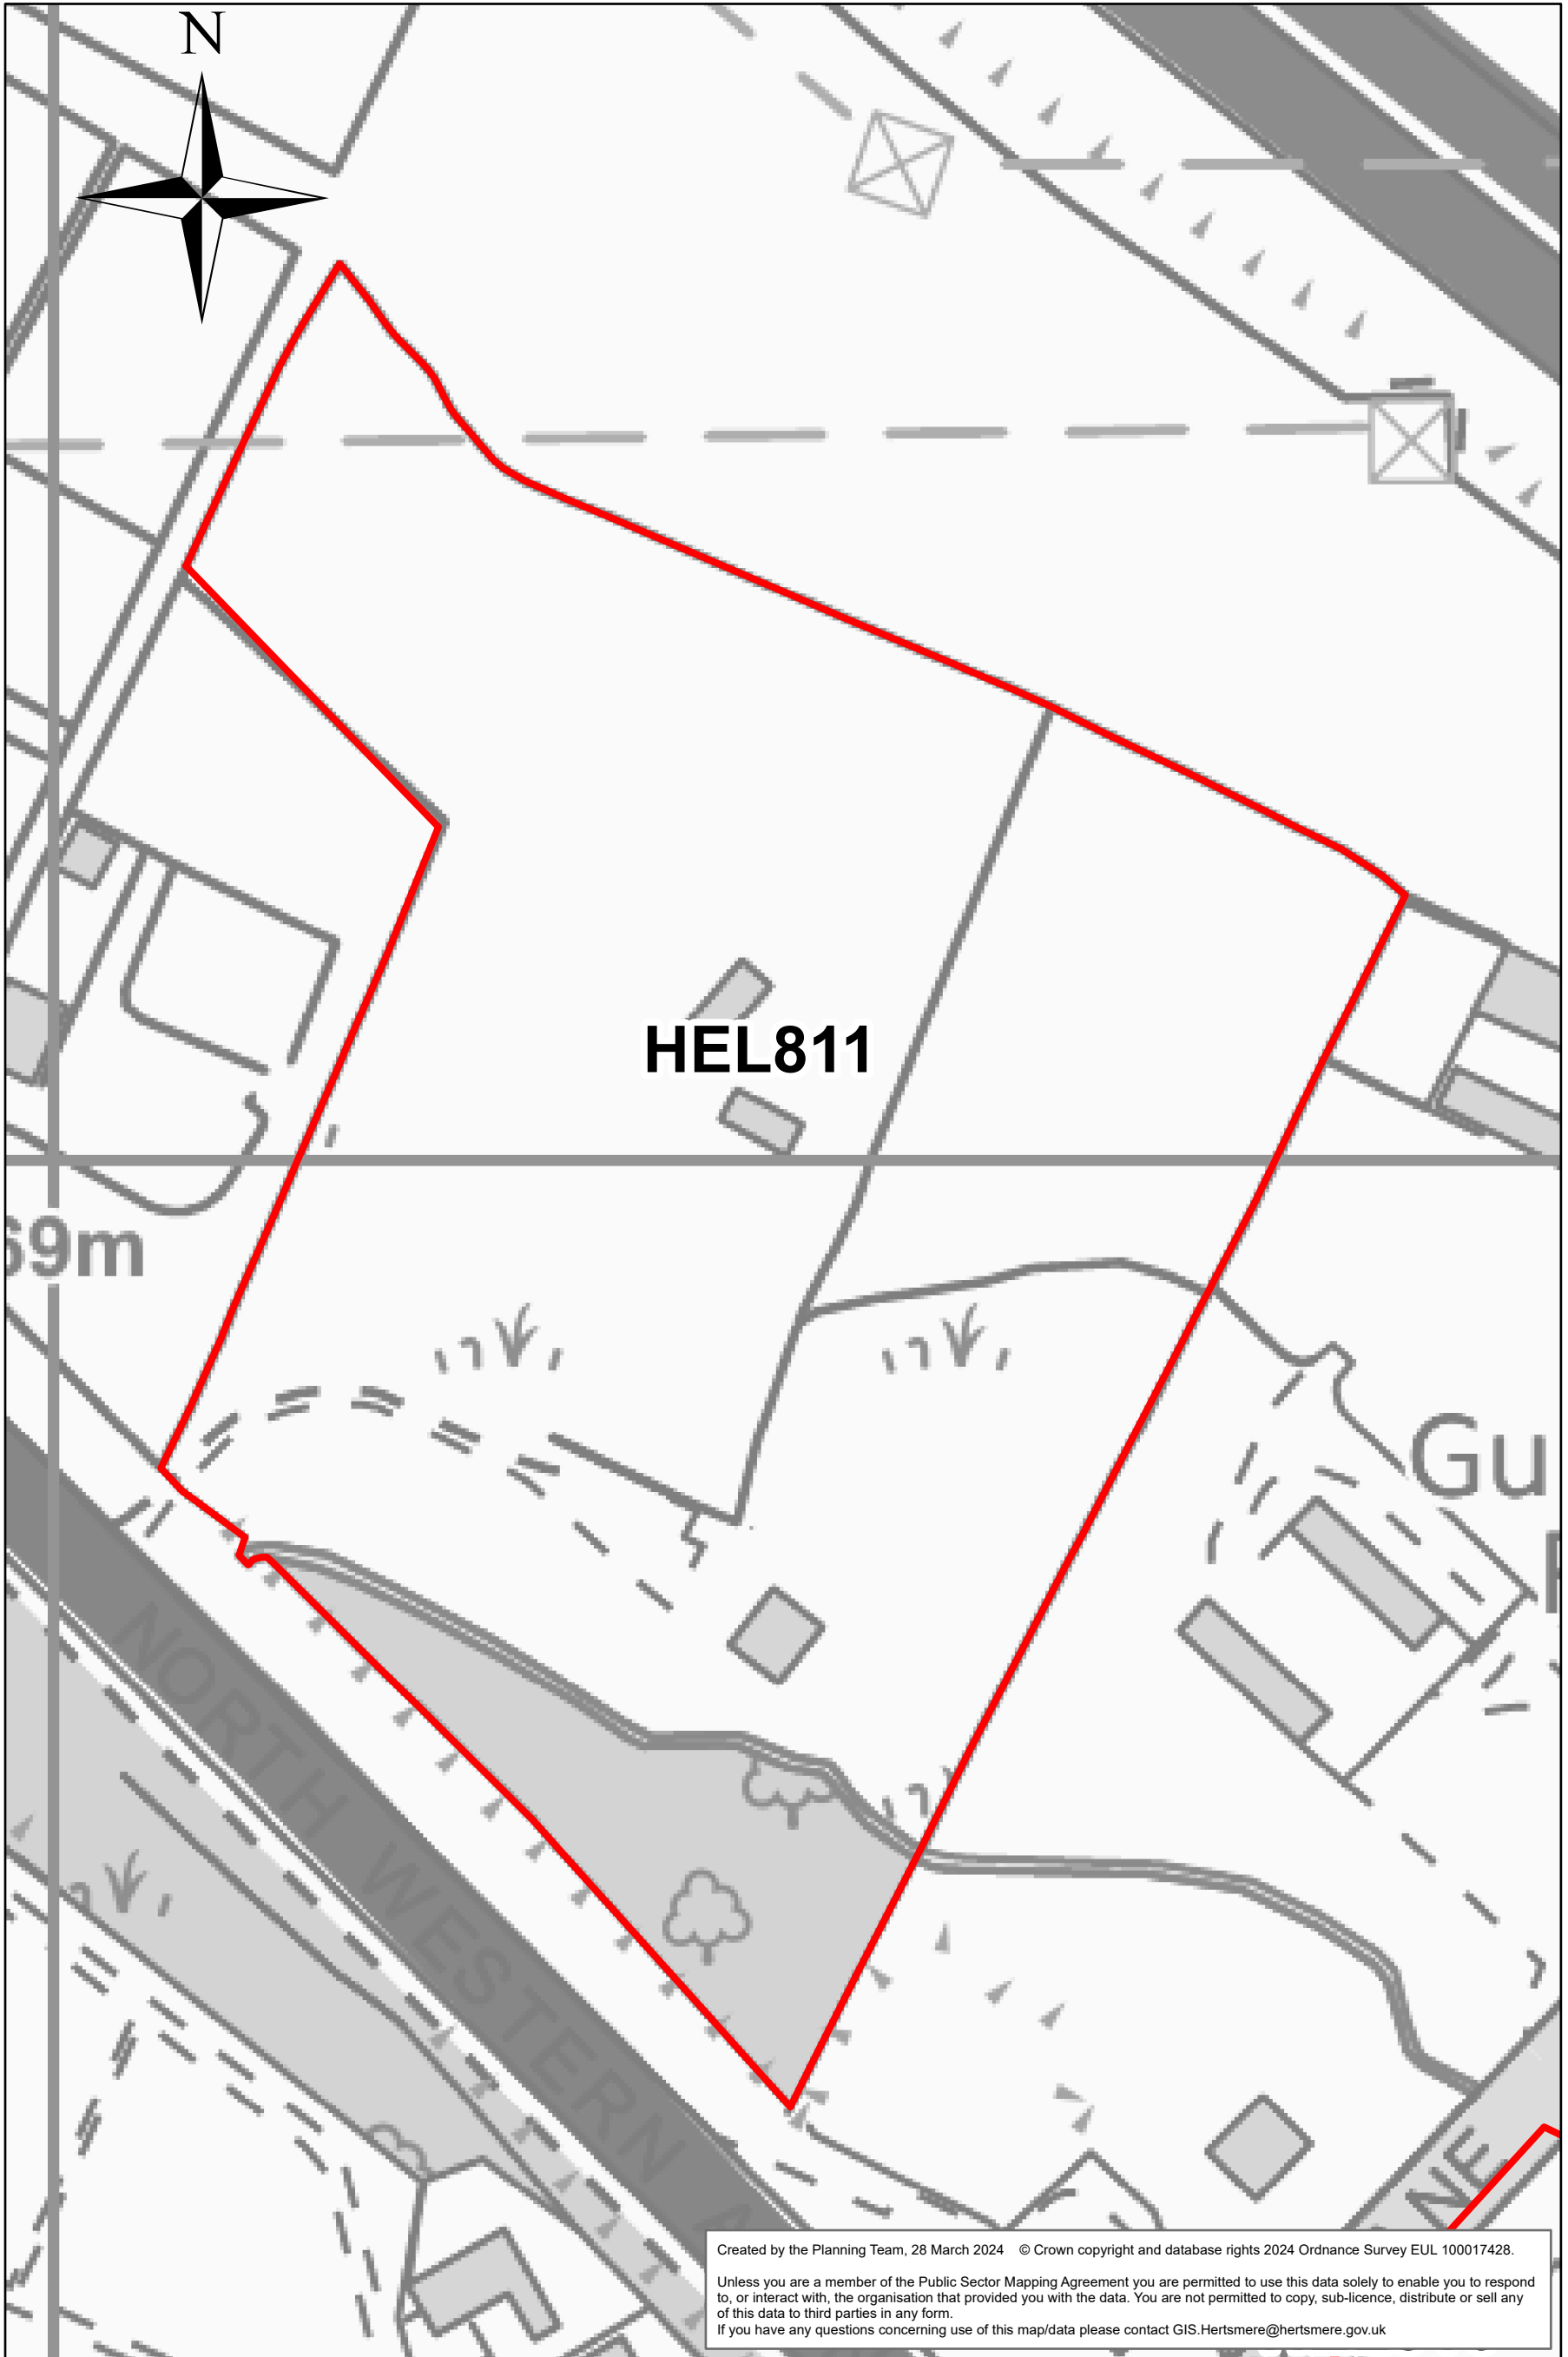 N
HEL811
69m
Gu
NORTH WESTERN A
NE
Created by the Planning Team, 28 March 2024 © Crown copyright and database rights 2024 Ordnance Survey EUL 100017428.
Unless you are a member of the Public Sector Mapping Agreement you are permitted to use this data solely to enable you to respond
to, or interact with, the organisation that provided you with the data. You are not permitted to copy, sub-licence, distribute or sell any
of this data to third parties in any form.
If you have any questions concerning use of this map/data please contact GIS.Hertsmere@hertsmere.gov.uk